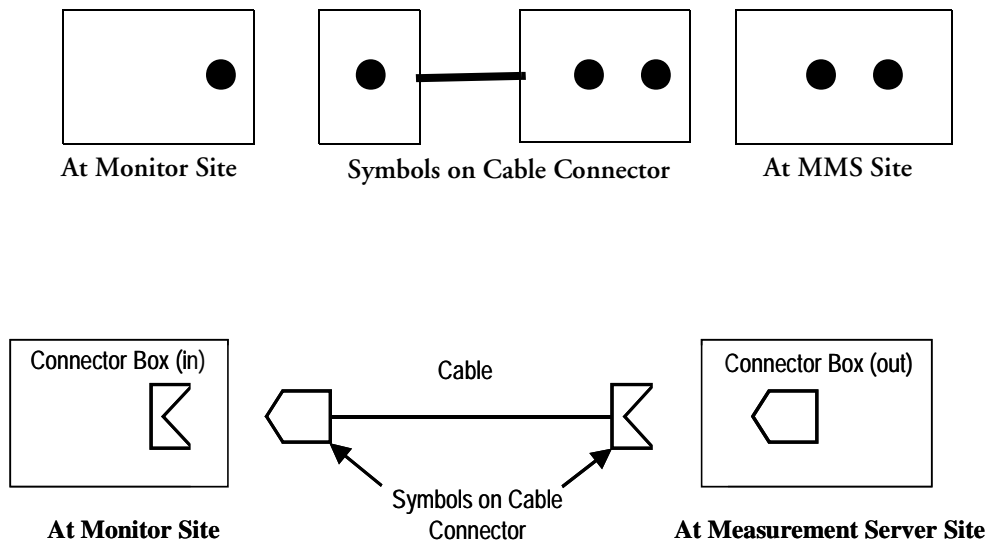 At Monitor Site
Symbols on Cable Connector
At MMS Site
Connector Box (in)
Cable
Connector Box (out)
Symbols on Cable
Connector
At Monitor Site
At Measurement Server Site